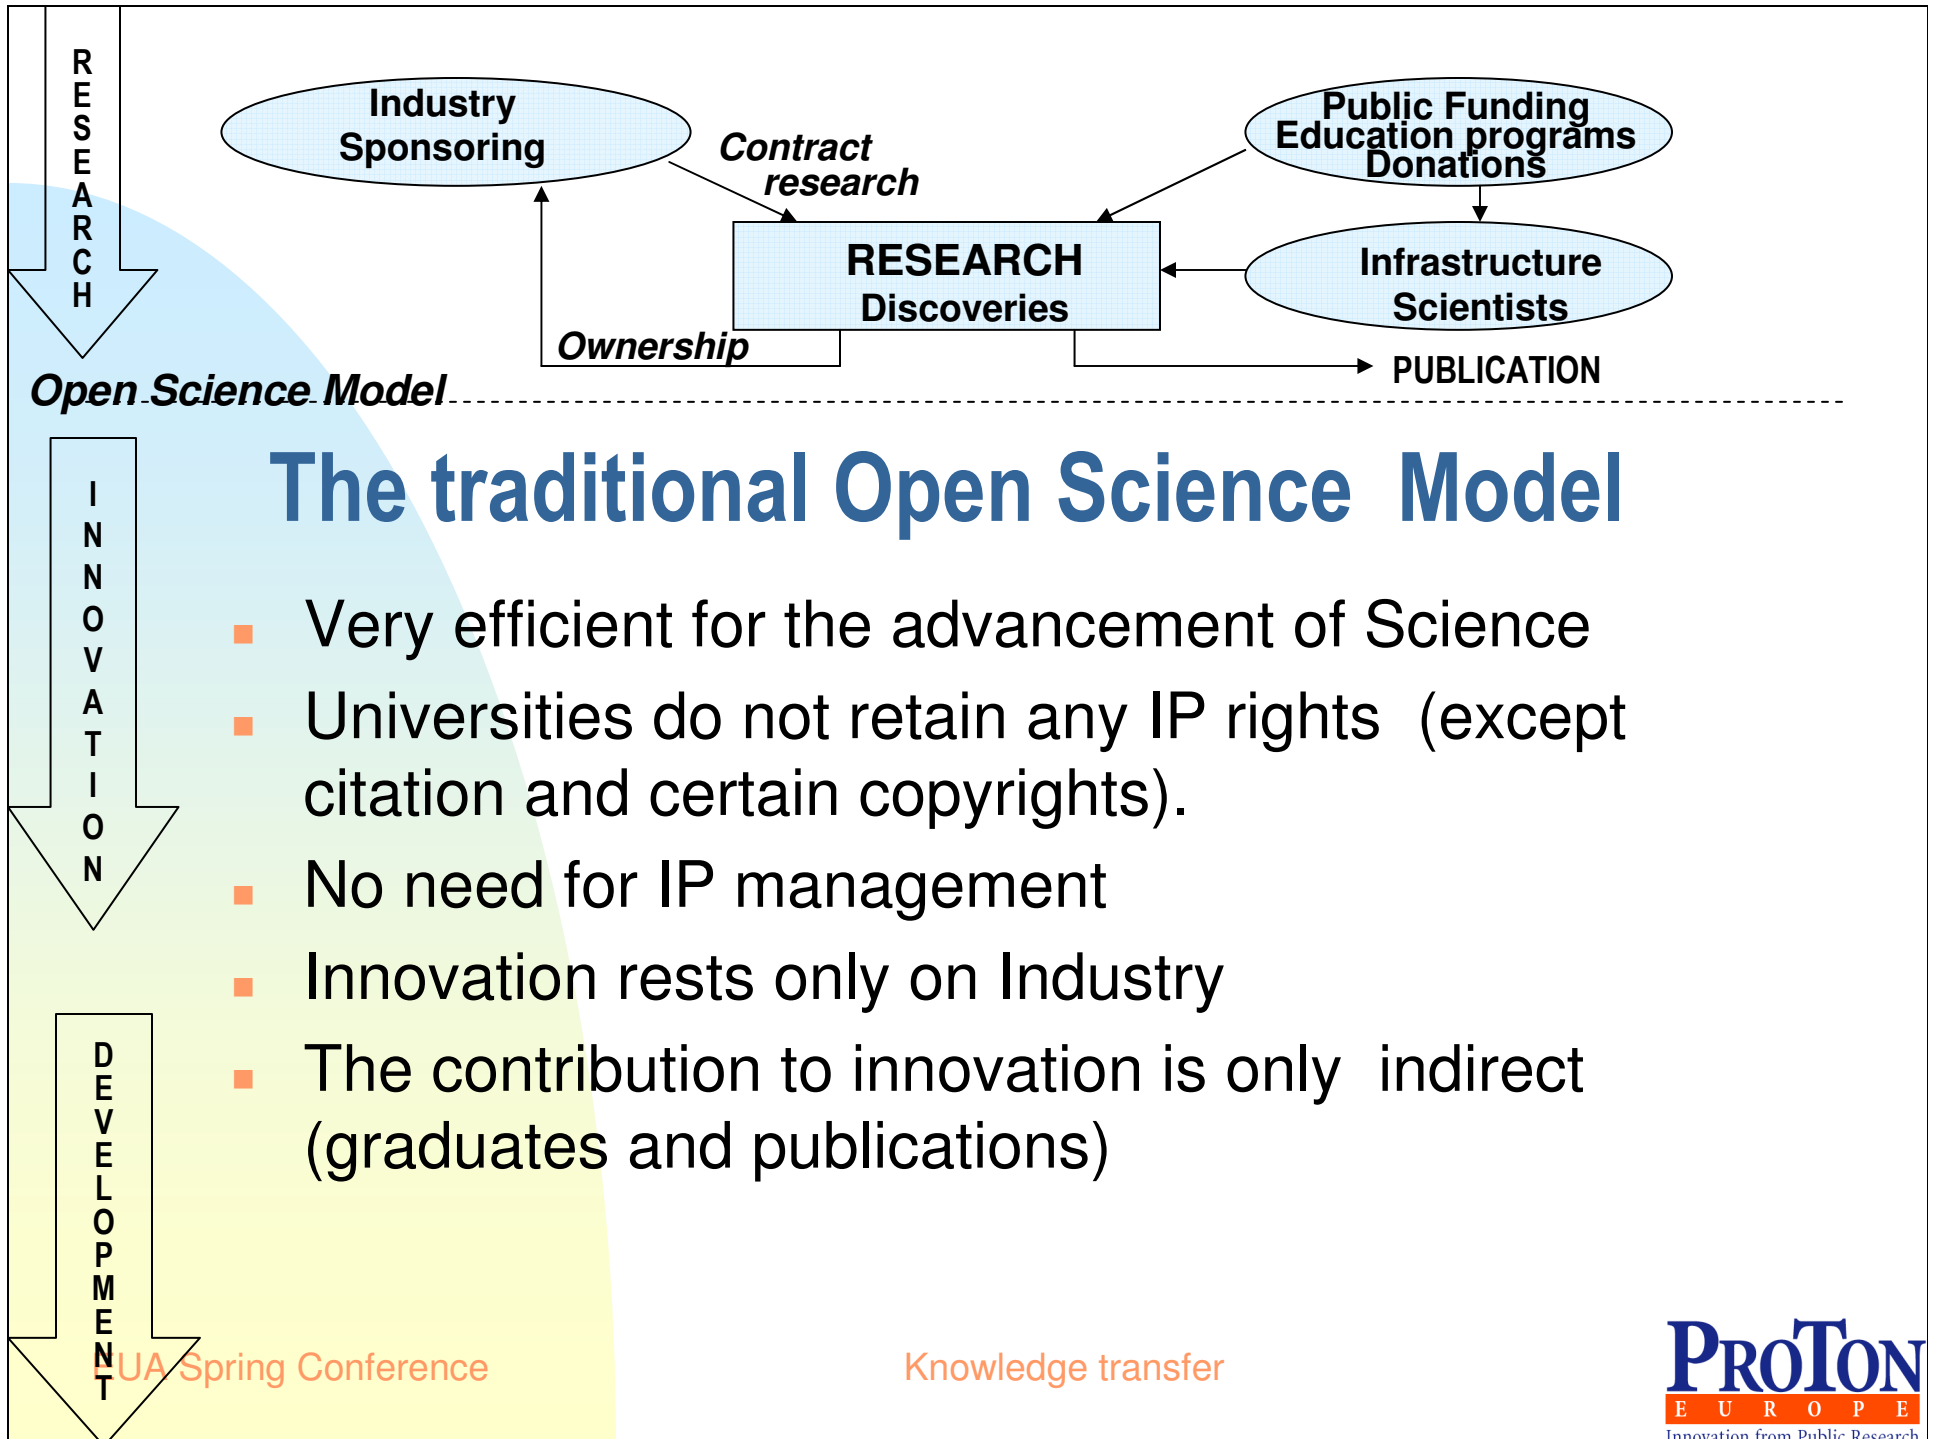 RESEARCH
Industry
Sponsoring
Contract
research
Public Funding
Education programs
Donations
RESEARCH
Discoveries
Infrastructure
Scientists
Ownership
PUBLICATION
Open Science Model
INNOVATION
The traditional Open Science Model
Very efficient for the advancement of Science
Universities do not retain any IP rights (except
citation and certain copyrights).
No need for IP management
Innovation rests only on Industry
The contribution to innovation is only indirect
(graduates and publications)
DEVELOPMENT
EUA Spring Conference
Knowledge transfer
PROTON
EUROPE
Innovation from Public Research